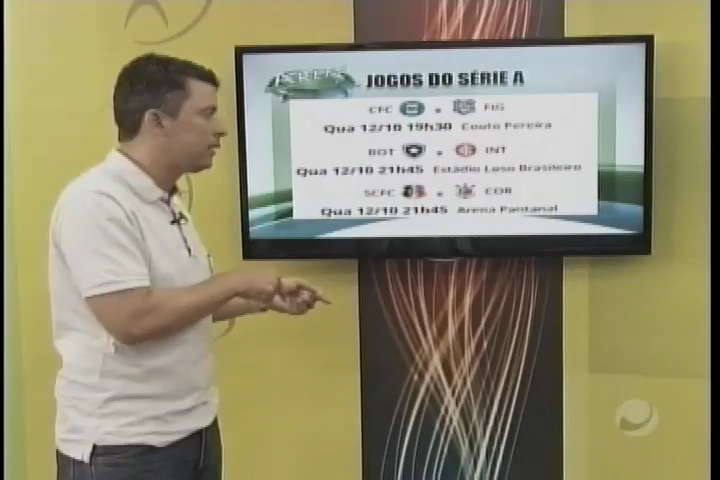 JOGOS DO SÉRIE A
CFC FIG
Qua 12/10 19h30 Couto Pereira
BOT INT
Qua 12/10 21h45 Estádio Luso Brasileiro
SCFC COR
Qua 12/10 21h45 Arena Pantanal